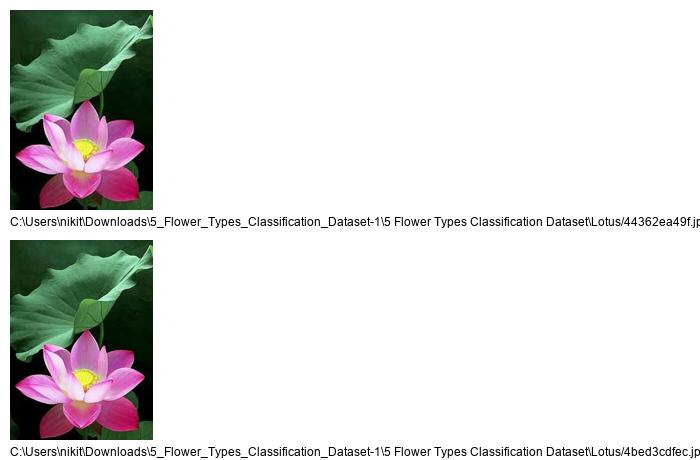 C:\Users\nikit\Downloads\5_Flower_Types_Classification_Dataset-1\5 Flower Types Classification Dataset\Lotus/44362ea49f.jp
C:\Users\nikit\Downloads\5_Flower_Types_Classification_Dataset-1\5 Flower Types Classification Dataset\Lotus/4bed3cdfec.jp